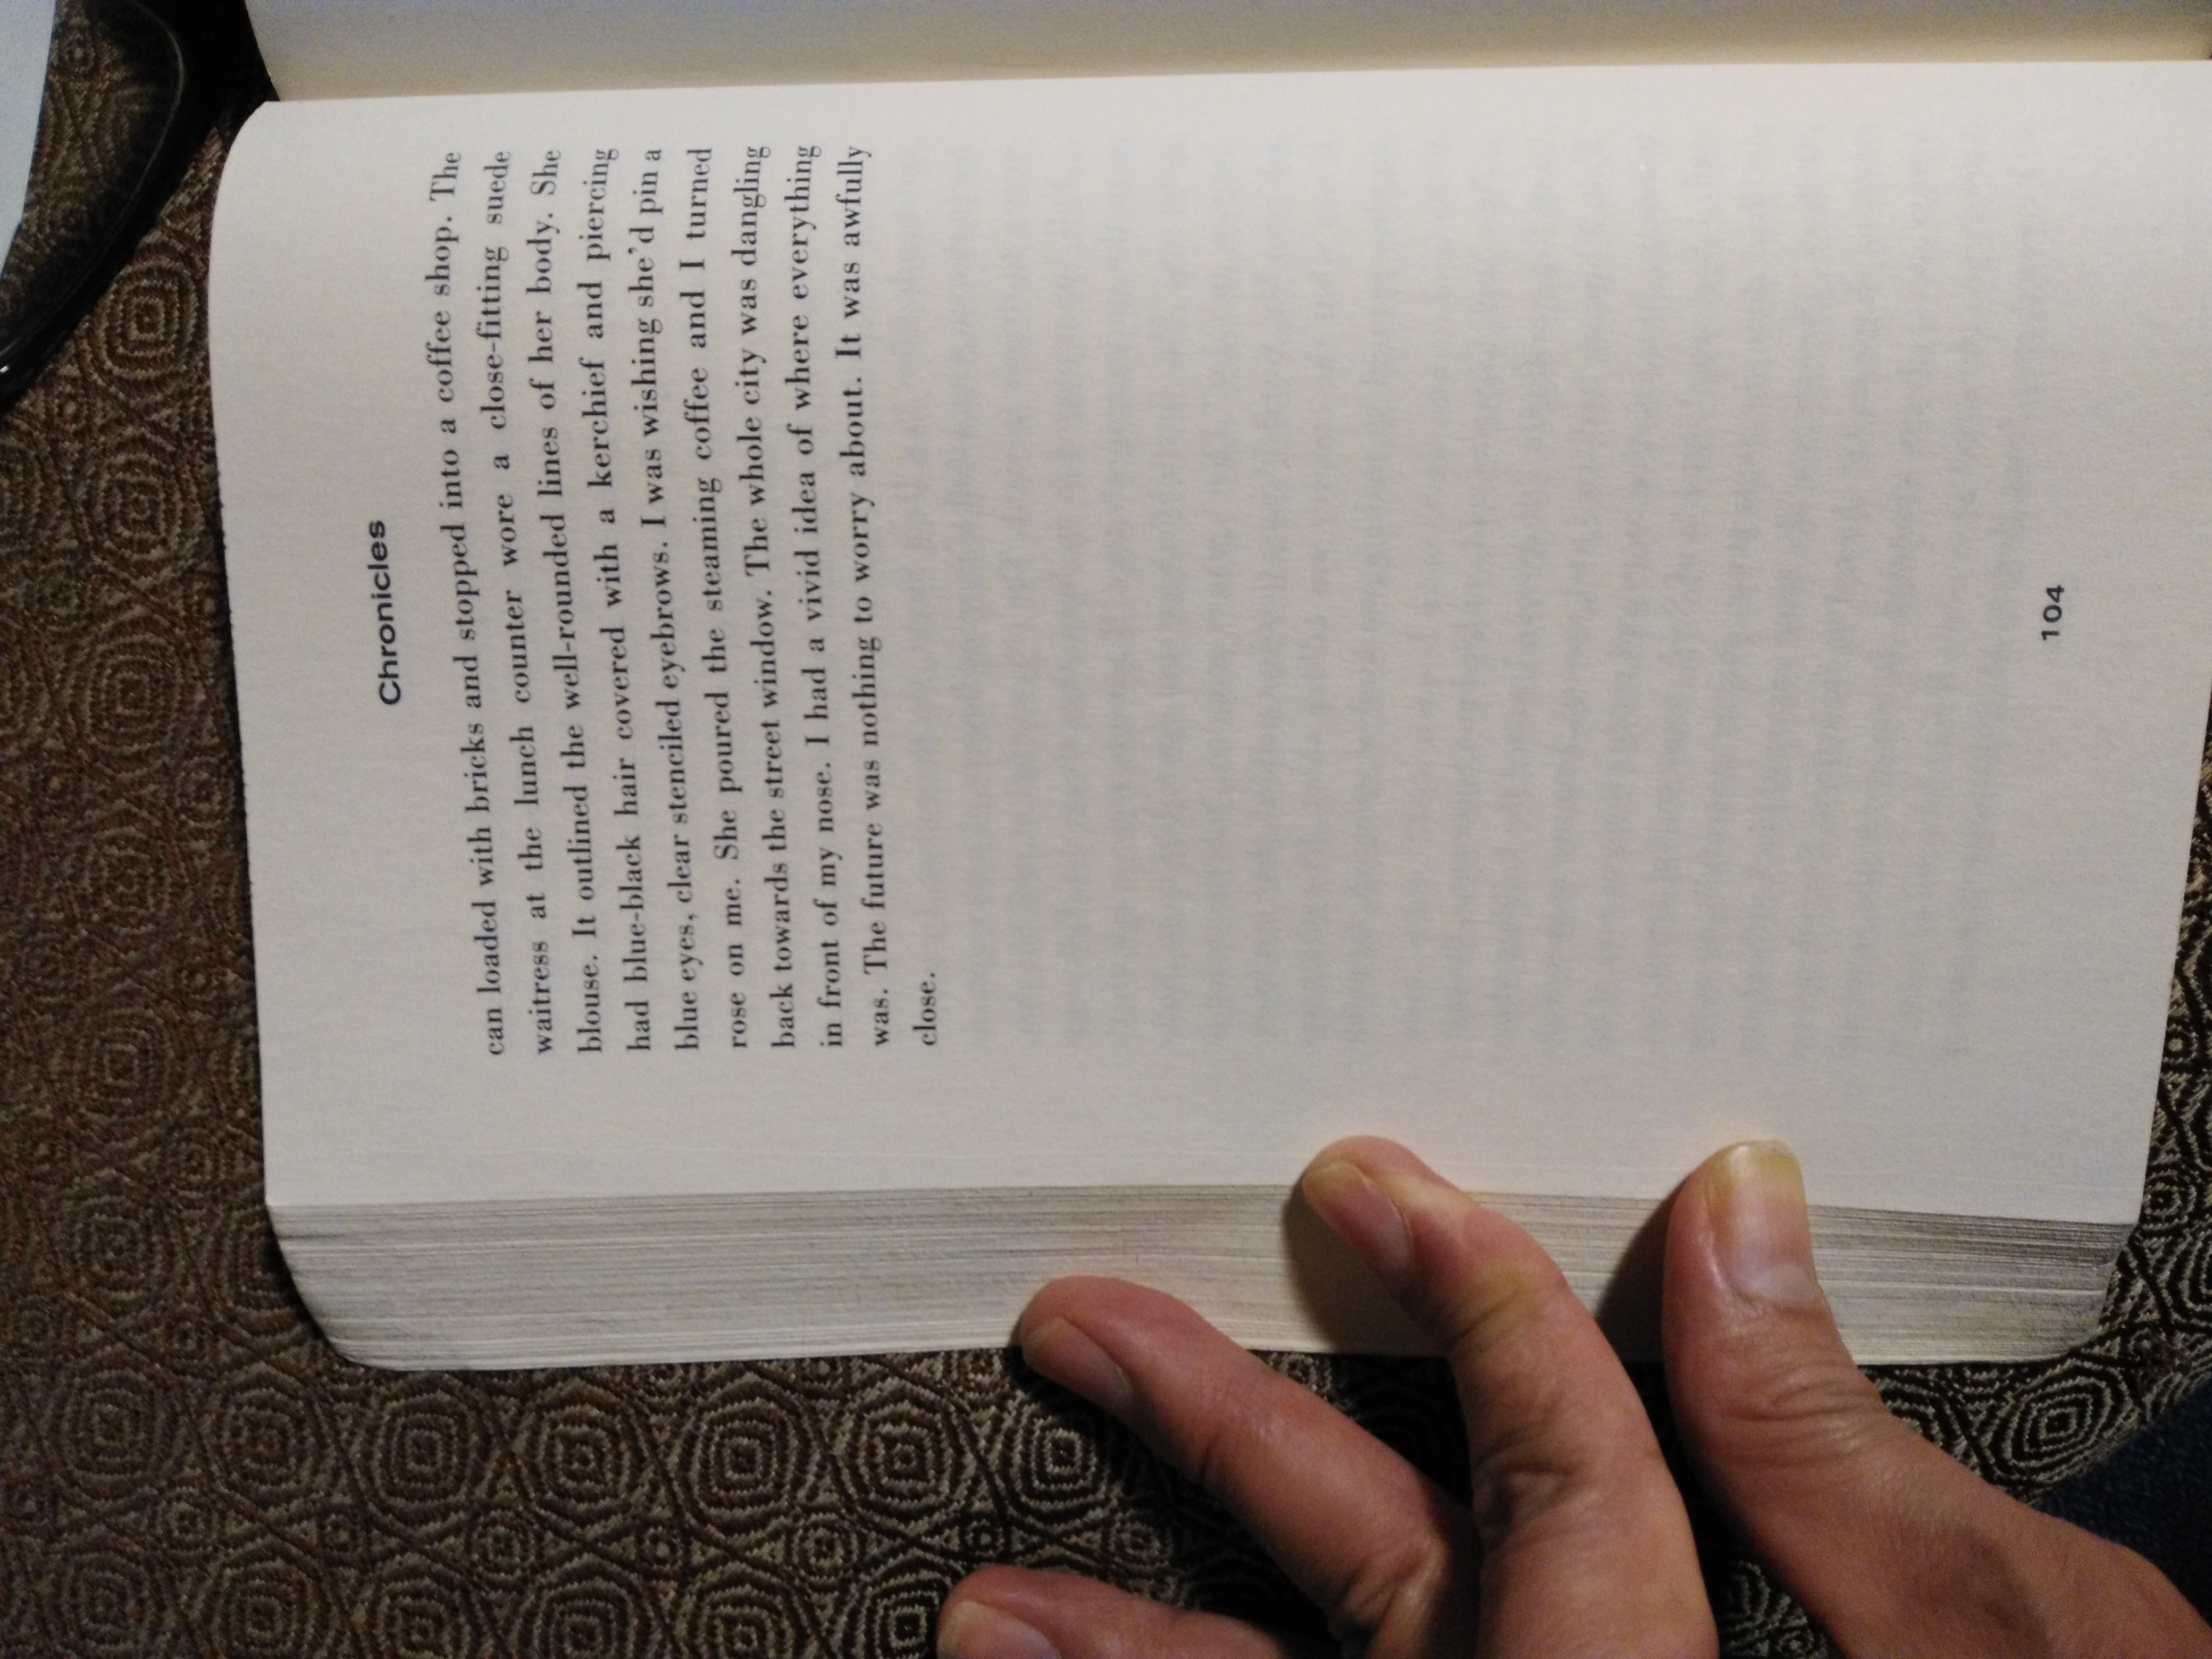 Chronicles
can loaded with bricks and stopped into a coffee shop. The
waitress at the lunch counter wore a close-fitting suede
blouse. It outlined the well-rounded lines of her body. She
had blue-black hair covered with a kerchief and piercing
blue eyes, clear stenciled eyebrows. I was wishing she'd pin a
rose on me. She poured the steaming coffee and I turned
back towards the street window. The whole city was dangling
in front of my nose. I had a vivid idea of where everything
was. The future was nothing to worry about. It was awfully
close.
104